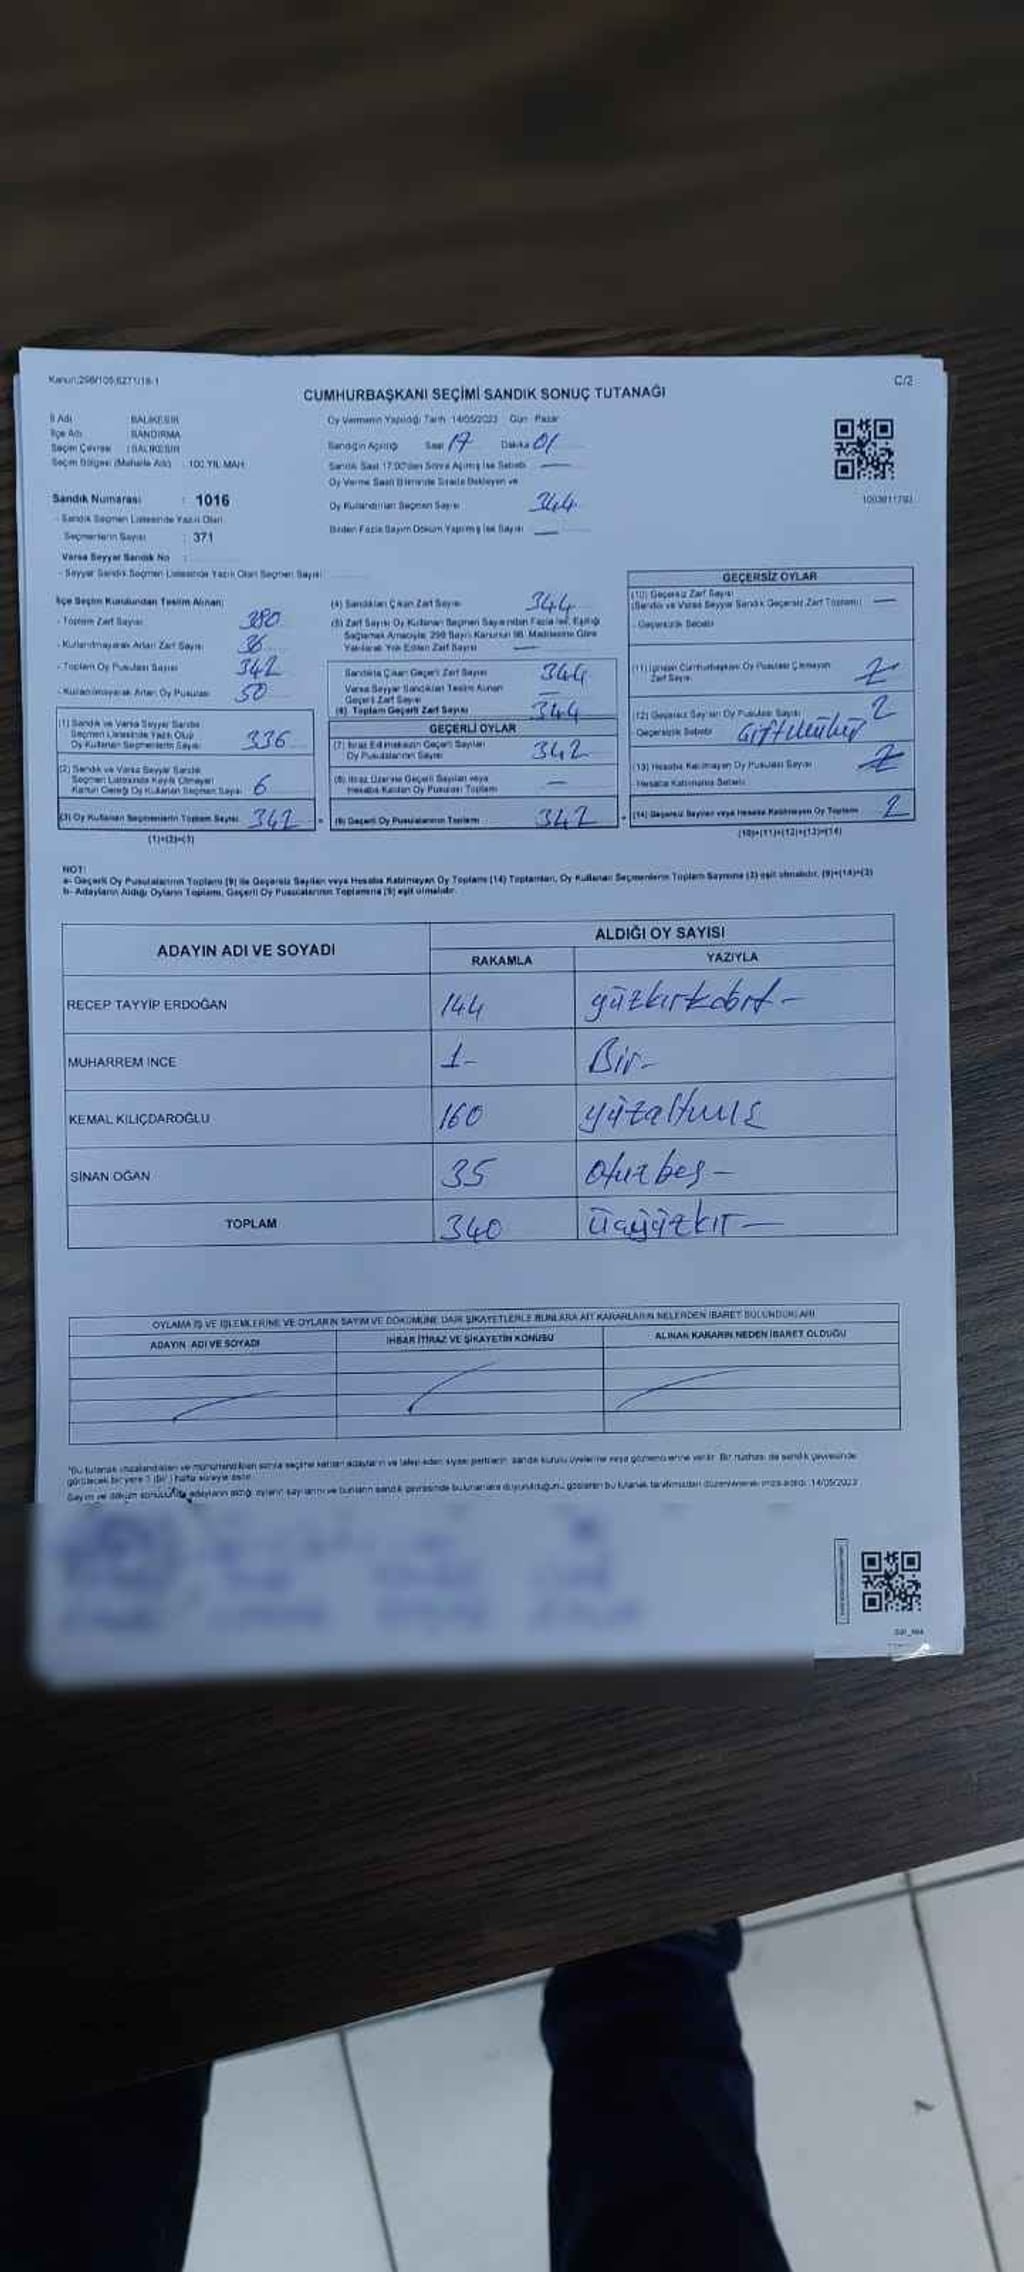 Kanun:298/105;6271/18-1
C/2
CUMHURBAŞKANI SEÇİMİ SANDIK SONUÇ TUTANAĞI
İl Adı BALIKESİR
İlçe Adı BANDIRMA
Seçim Çevresi : BALIKESİR
Seçim Bölgesi (Mahalle Adı) : 100.YIL MAH.
Sandık Numarası : 1016
- Sandık Seçmen Listesinde Yazılı Olan
Seçmenlerin Sayısı : 371
Varsa Seyyar Sandık No :
- Seyyar Sandık Seçmen Listesinde Yazılı Olan Seçmen Sayısı
Oy Vermenin Yapıldığı Tarih : 14/05/2023 Gün : Pazar
Sandığın Açıldığı Saat 17 Dakika 01
Sandık Saat 17:00'den Sonra Açılmış İse Sebebi —
Oy Verme Saati Bitiminde Sırada Bekleyen ve
Oy Kullandırılan Seçmen Sayısı 344
Birden Fazla Sayım Döküm Yapılmış İse Sayısı —
İlçe Seçim Kurulundan Teslim Alınan:
- Toplam Zarf Sayısı 380
- Kullanılmayarak Artan Zarf Sayısı 36
- Toplam Oy Pusulası Sayısı 342
- Kullanılmayarak Artan Oy Pusulası 50
(1) Sandık ve Varsa Seyyar Sandık
Seçmen Listesinde Yazılı Olup
Oy Kullanan Seçmenlerin Sayısı 336
(2) Sandık ve Varsa Seyyar Sandık
Seçmen Listesinde Kayıtlı Olmayan
Kanun Gereği Oy Kullanan Seçmen Sayısı 6
(3) Oy Kullanan Seçmenlerin Toplam Sayısı 342
(1)+(2)=(3)
(4) Sandıktan Çıkan Zarf Sayısı 344
(5) Zarf Sayısı Oy Kullanan Seçmen Sayısından Fazla İse, Eşitliği
Sağlamak Amacıyla, 298 Sayılı Kanunun 98. Maddesine Göre
Yakılarak Yok Edilen Zarf Sayısı —
Sandıkta Çıkan Geçerli Zarf Sayısı 344
Varsa Seyyar Sandıktan Teslim Alınan
Geçerli Zarf Sayısı —
(6) Toplam Geçerli Zarf Sayısı 344
GEÇERLİ OYLAR
(7) İtiraz Edilmeksizin Geçerli Sayılan
Oy Pusulalarının Sayısı 342
(8) İtiraz Üzerine Geçerli Sayılan veya
Hesaba Katılan Oy Pusulası Toplamı —
(9) Geçerli Oy Pusulalarının Toplamı 342
GEÇERSİZ OYLAR
(10) Geçersiz Zarf Sayısı
(Sandık ve Varsa Seyyar Sandık Geçersiz Zarf Toplamı) —
- Geçersizlik Sebebi
(11) İçinden Cumhurbaşkanı Oy Pusulası Çıkmayan
Zarf Sayısı
(12) Geçersiz Sayılan Oy Pusulası Sayısı 2
Geçersizlik Sebebi Çift mühür
(13) Hesaba Katılmayan Oy Pusulası Sayısı
Hesaba Katılmama Sebebi
(14) Geçersiz Sayılan veya Hesaba Katılmayan Oy Toplamı 2
(10)+(11)+(12)+(13)=(14)
NOT:
a- Geçerli Oy Pusulalarının Toplamı (9) ile Geçersiz Sayılan veya Hesaba Katılmayan Oy Toplamı (14) Toplamları, Oy Kullanan Seçmenlerin Toplam Sayısına (3) eşit olmalıdır. (9)+(14)=(3)
b- Adayların Aldığı Oyların Toplamı, Geçerli Oy Pusulalarının Toplamına (9) eşit olmalıdır.
ADAYIN ADI VE SOYADI ALDIĞI OY SAYISI
RAKAMLA YAZIYLA
RECEP TAYYİP ERDOĞAN 144 yüzkırkdört —
MUHARREM İNCE 1- Bir-
KEMAL KILIÇDAROĞLU 160 yüzaltmış
SİNAN OĞAN 35 otuzbeş —
TOPLAM 340 üçyüzkır —
OYLAMA İŞ VE İŞLEMLERİNE VE OYLARIN SAYIM VE DÖKÜMÜNE DAİR ŞİKAYETLERLE BUNLARA AİT KARARLARIN NELERDEN İBARET BULUNDUKLARI
ADAYIN ADI VE SOYADI İHBAR İTİRAZ VE ŞİKAYETİN KONUSU ALINAN KARARIN NEDEN İBARET OLDUĞU
*Bu tutanak imzalandıktan ve mühürlendikten sonra seçime katılan adayların ve talep eden siyasi partilerin, sandık kurulu üyelerine veya gözlemcilerine verilir. Bir nüshası da sandık çevresinde
görülecek bir yere 1 (bir) hafta süreyle asılır.
Sayım ve döküm sonucunda, adayların aldığı oyların sayılarını ve bunların sandık çevresinde bulunanlara duyurulduğunu gösteren bu tutanak tarafımızdan düzenlenerek imza edildi. 14/05/2023